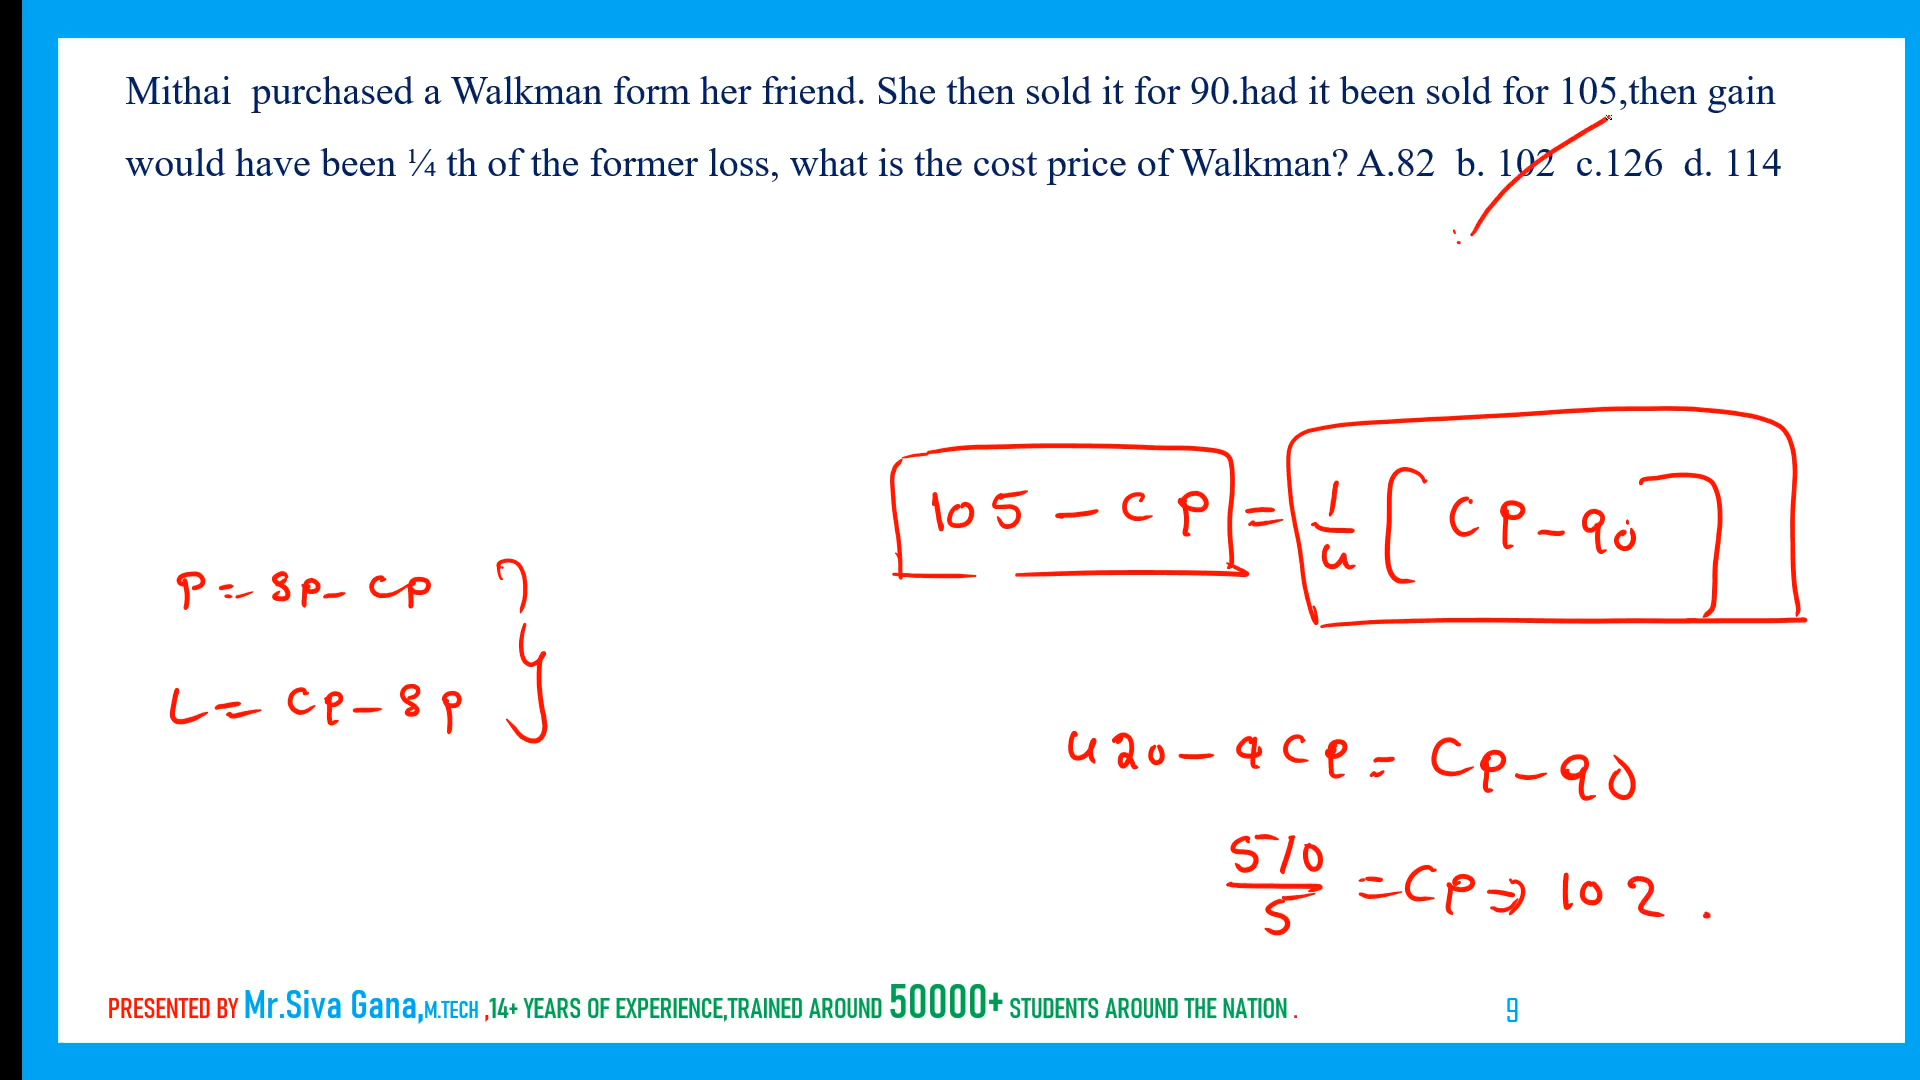 Mithai purchased a Walkman form her friend. She then sold it for 90.had it been sold for 105,then gain
would have been ¼ th of the former loss, what is the cost price of Walkman? A.82 b. 102 c.126 d. 114
105 - CP = 1/4 [CP - 90]
P = SP - CP
L = CP - SP
420 - 4CP = CP - 90
510/5 = CP ⇒ 102.
PRESENTED BY Mr.Siva Gana,M.TECH ,14+ YEARS OF EXPERIENCE,TRAINED AROUND 50000+ STUDENTS AROUND THE NATION . 9